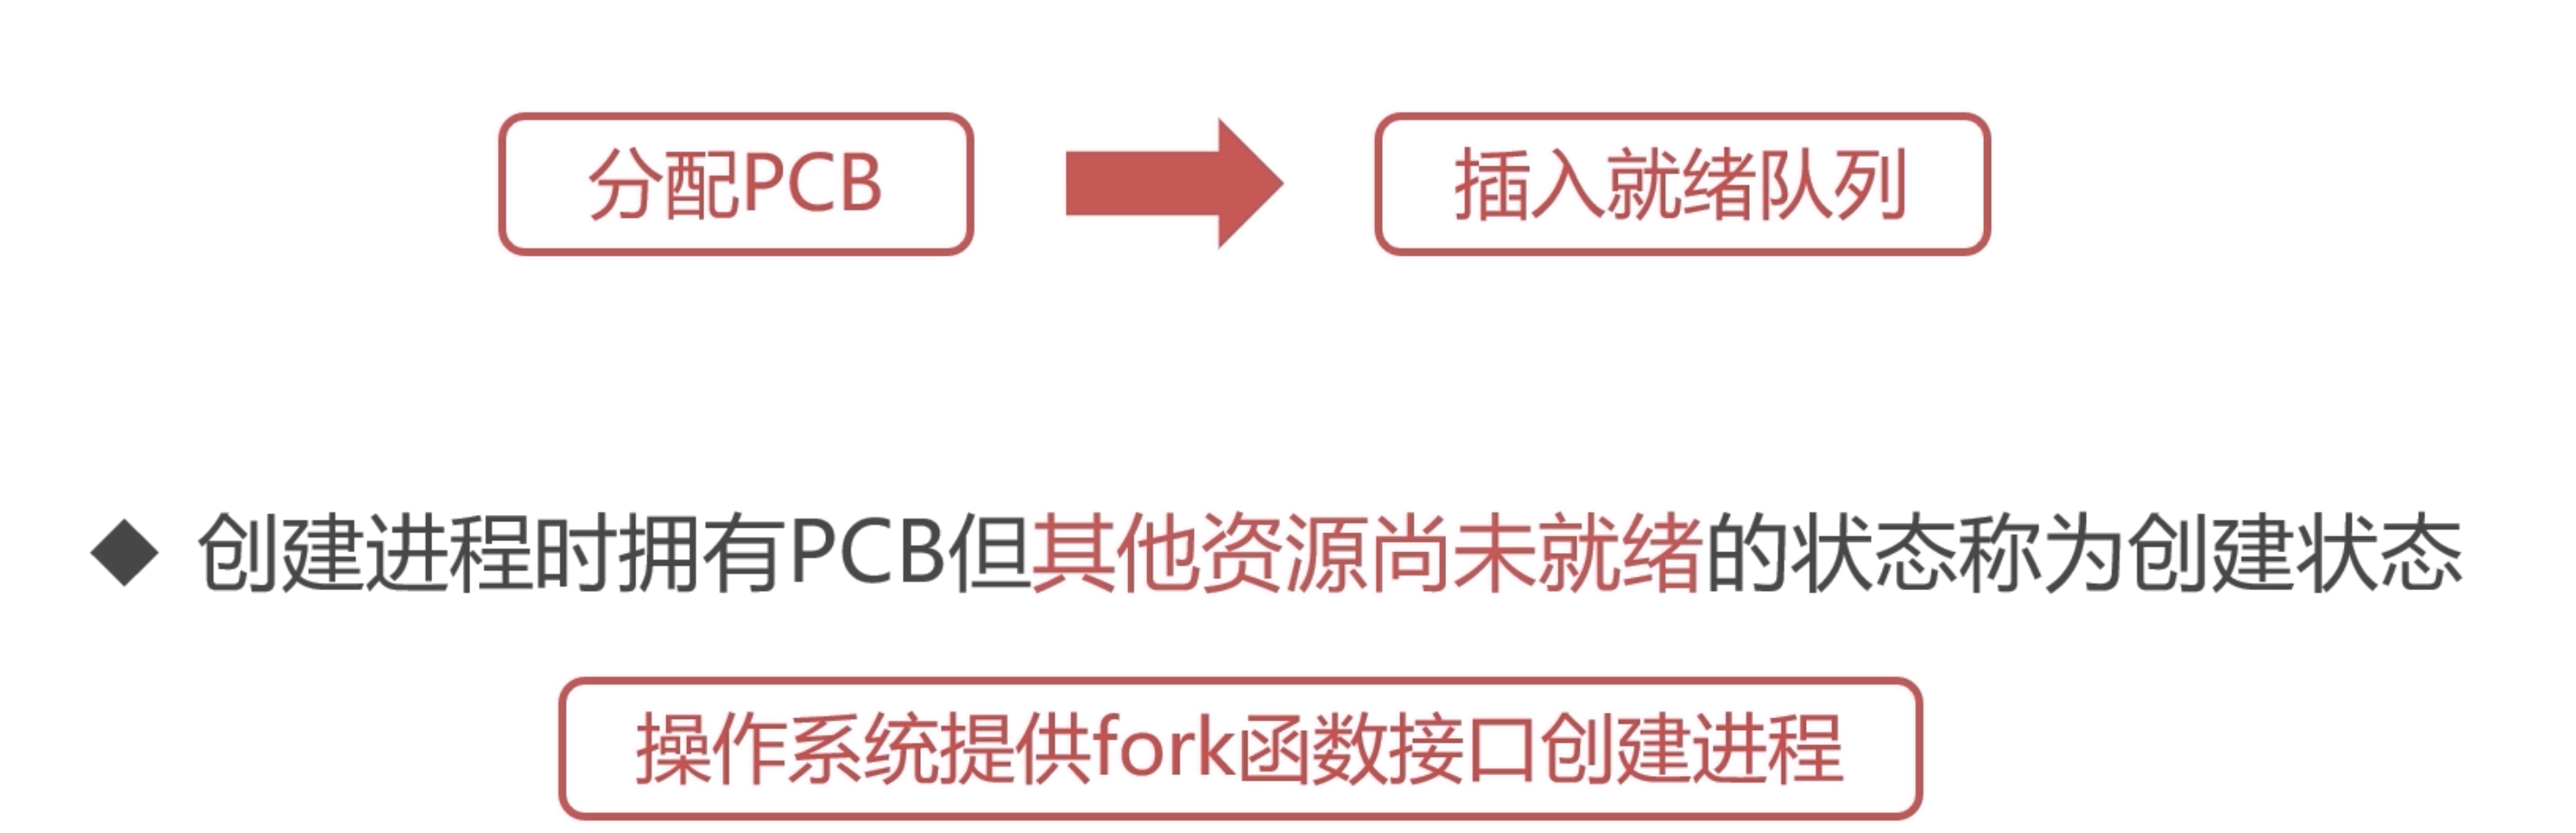 分配PCB
插入就绪队列
创建进程时拥有PCB但其他资源尚未就绪的状态称为创建状态
操作系统提供fork函数接口创建进程